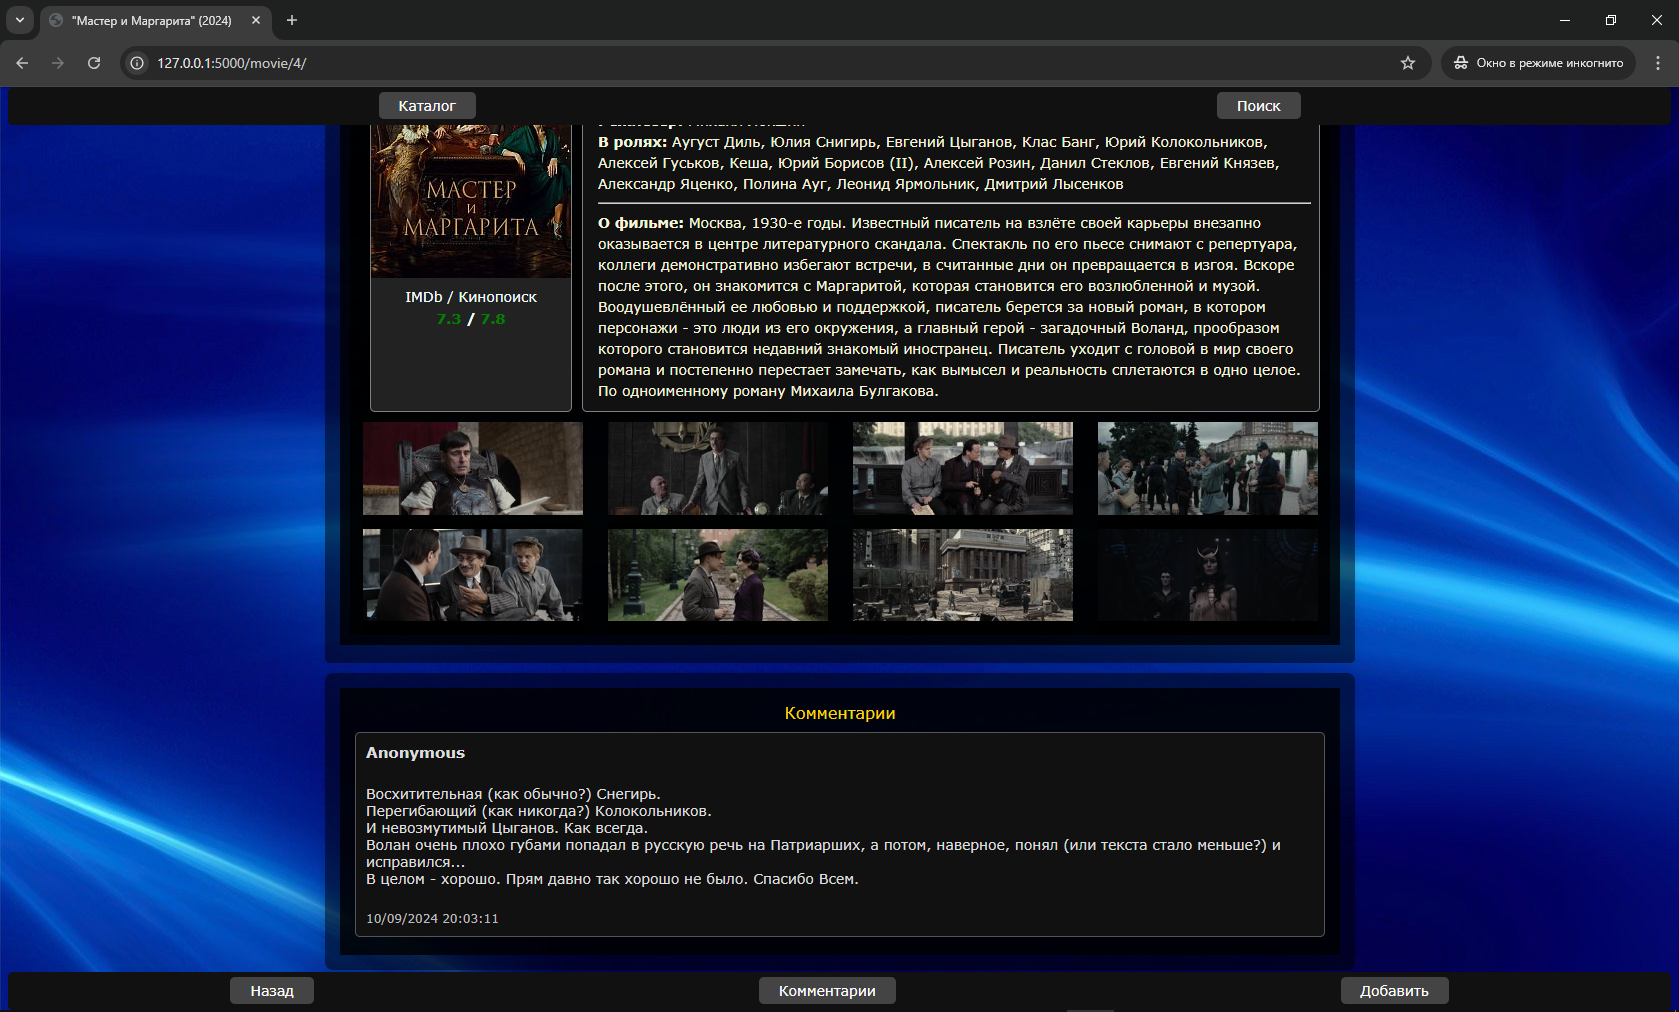 "Мастер и Маргарита" (2024)
127.0.0.1:5000/movie/4/
Окно в режиме инкогнито
Каталог
Поиск
В ролях: Аугуст Диль, Юлия Снигирь, Евгений Цыганов, Клас Банг, Юрий Колокольников,
Алексей Гуськов, Кеша, Юрий Борисов (II), Алексей Розин, Данил Стеклов, Евгений Князев,
Александр Яценко, Полина Ауг, Леонид Ярмольник, Дмитрий Лысенков
МАСТЕР
И
МАРГАРИТА
IMDb / Кинопоиск
7.3 / 7.8
О фильме: Москва, 1930-е годы. Известный писатель на взлёте своей карьеры внезапно
оказывается в центре литературного скандала. Спектакль по его пьесе снимают с репертуара,
коллеги демонстративно избегают встречи, в считанные дни он превращается в изгоя. Вскоре
после этого, он знакомится с Маргаритой, которая становится его возлюбленной и музой.
Воодушевлённый ее любовью и поддержкой, писатель берется за новый роман, в котором
персонажи - это люди из его окружения, а главный герой - загадочный Воланд, прообразом
которого становится недавний знакомый иностранец. Писатель уходит с головой в мир своего
романа и постепенно перестает замечать, как вымысел и реальность сплетаются в одно целое.
По одноименному роману Михаила Булгакова.
Комментарии
Anonymous
Восхитительная (как обычно?) Снегирь.
Перегибающий (как никогда?) Колокольников.
И невозмутимый Цыганов. Как всегда.
Волан очень плохо губами попадал в русскую речь на Патриарших, а потом, наверное, понял (или текста стало меньше?) и
исправился...
В целом - хорошо. Прям давно так хорошо не было. Спасибо Всем.
10/09/2024 20:03:11
Назад
Комментарии
Добавить